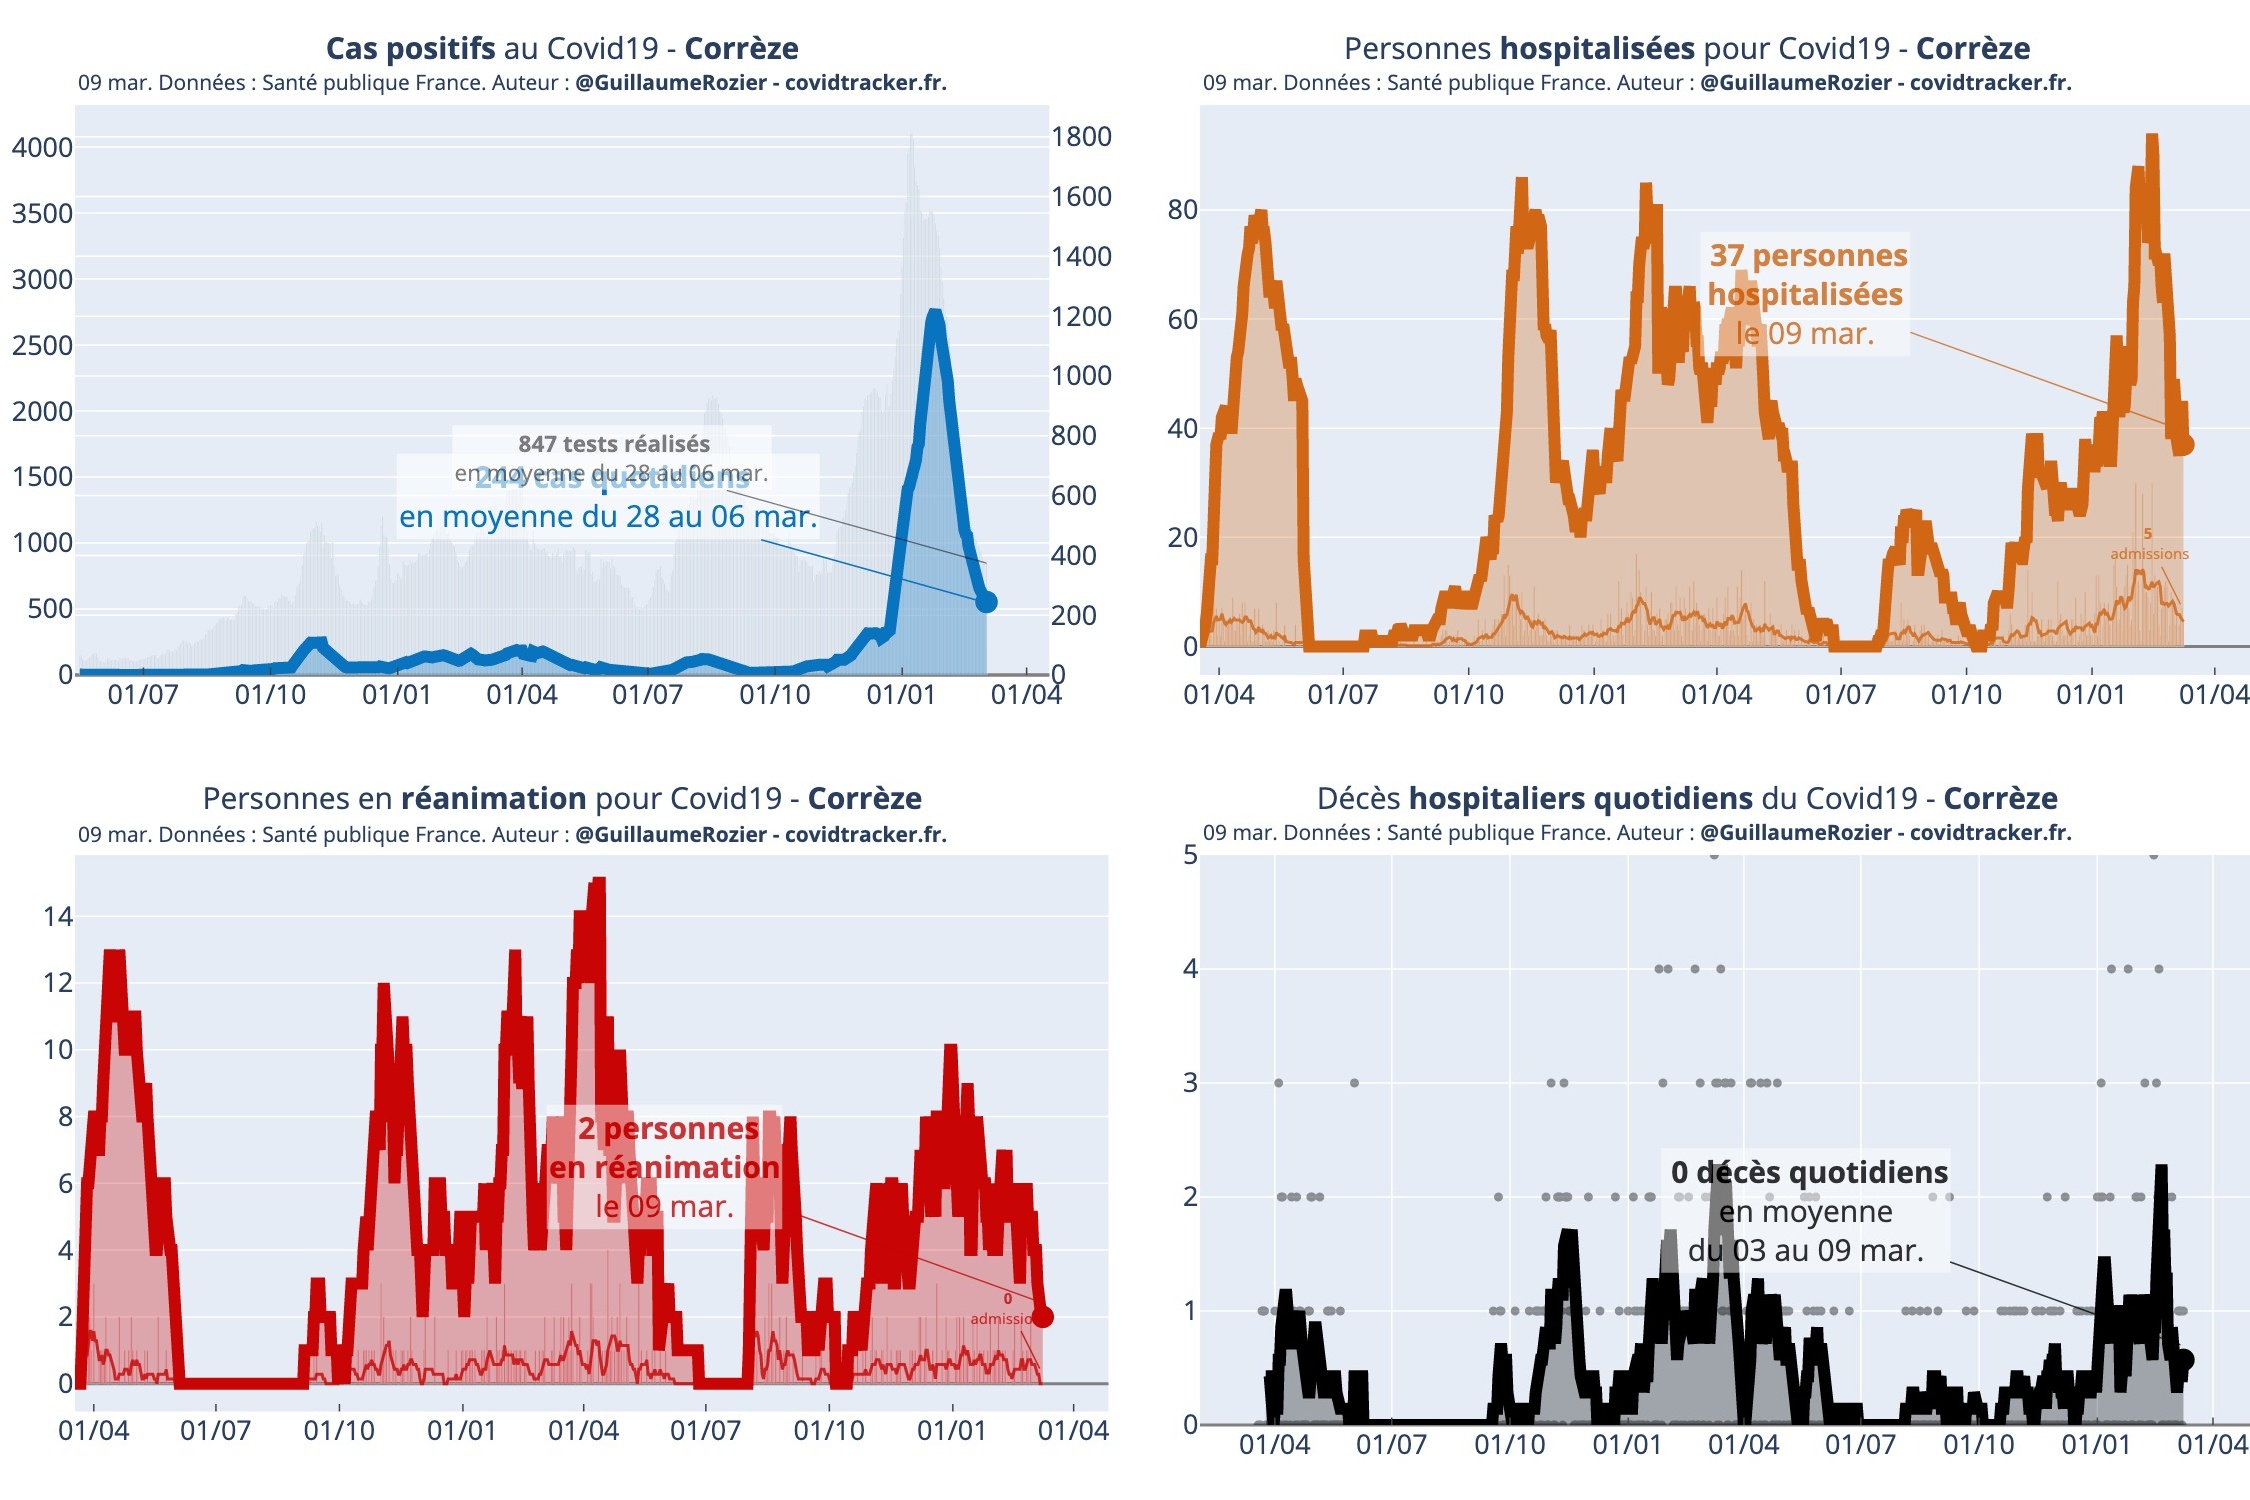 Cas positifs au Covid19 - Corrèze
09 mar. Données : Santé publique France. Auteur : @GuillaumeRozier - covidtracker.fr.
4000
3500
3000
2500
2000
1500
1000
500
0
1800
1600
1400
1200
1000
800
600
400
200
0
847 tests réalisés
en moyenne du 28 au 06 mar.
244 cas quotidiens
en moyenne du 28 au 06 mar.
01/07 01/10 01/01 01/04 01/07 01/10 01/01 01/04
Personnes hospitalisées pour Covid19 - Corrèze
09 mar. Données : Santé publique France. Auteur : @GuillaumeRozier - covidtracker.fr.
80
60
40
20
0
37 personnes
hospitalisées
le 09 mar.
5
admissions
01/04 01/07 01/10 01/01 01/04 01/07 01/10 01/01 01/04
Personnes en réanimation pour Covid19 - Corrèze
09 mar. Données : Santé publique France. Auteur : @GuillaumeRozier - covidtracker.fr.
14
12
10
8
6
4
2
0
2 personnes
en réanimation
le 09 mar.
0
admissio
01/04 01/07 01/10 01/01 01/04 01/07 01/10 01/01 01/04
Décès hospitaliers quotidiens du Covid19 - Corrèze
09 mar. Données : Santé publique France. Auteur : @GuillaumeRozier - covidtracker.fr.
5
4
3
2
1
0
0 décès quotidiens
en moyenne
du 03 au 09 mar.
01/04 01/07 01/10 01/01 01/04 01/07 01/10 01/01 01/04